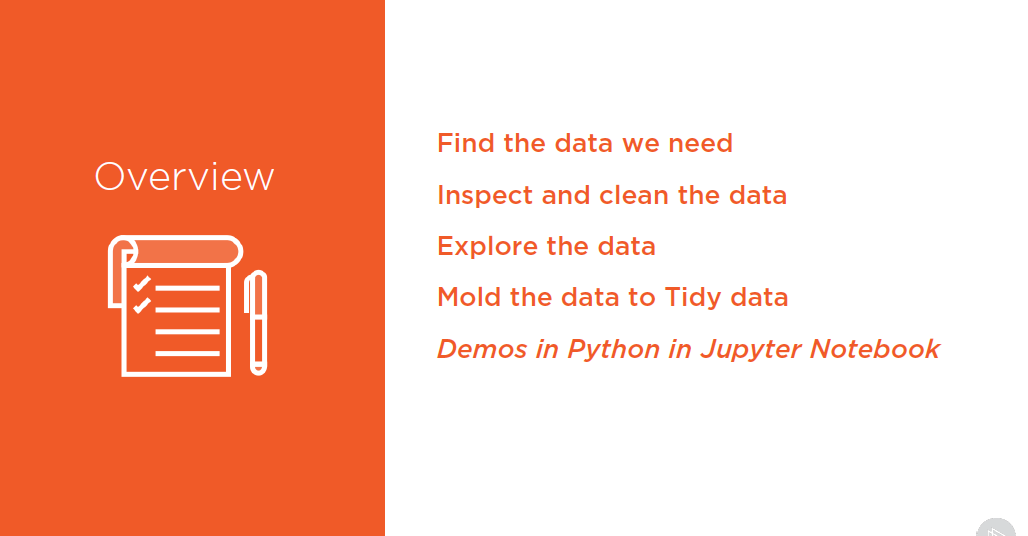 Overview
Find the data we need
Inspect and clean the data
Explore the data
Mold the data to Tidy data
Demos in Python in Jupyter Notebook